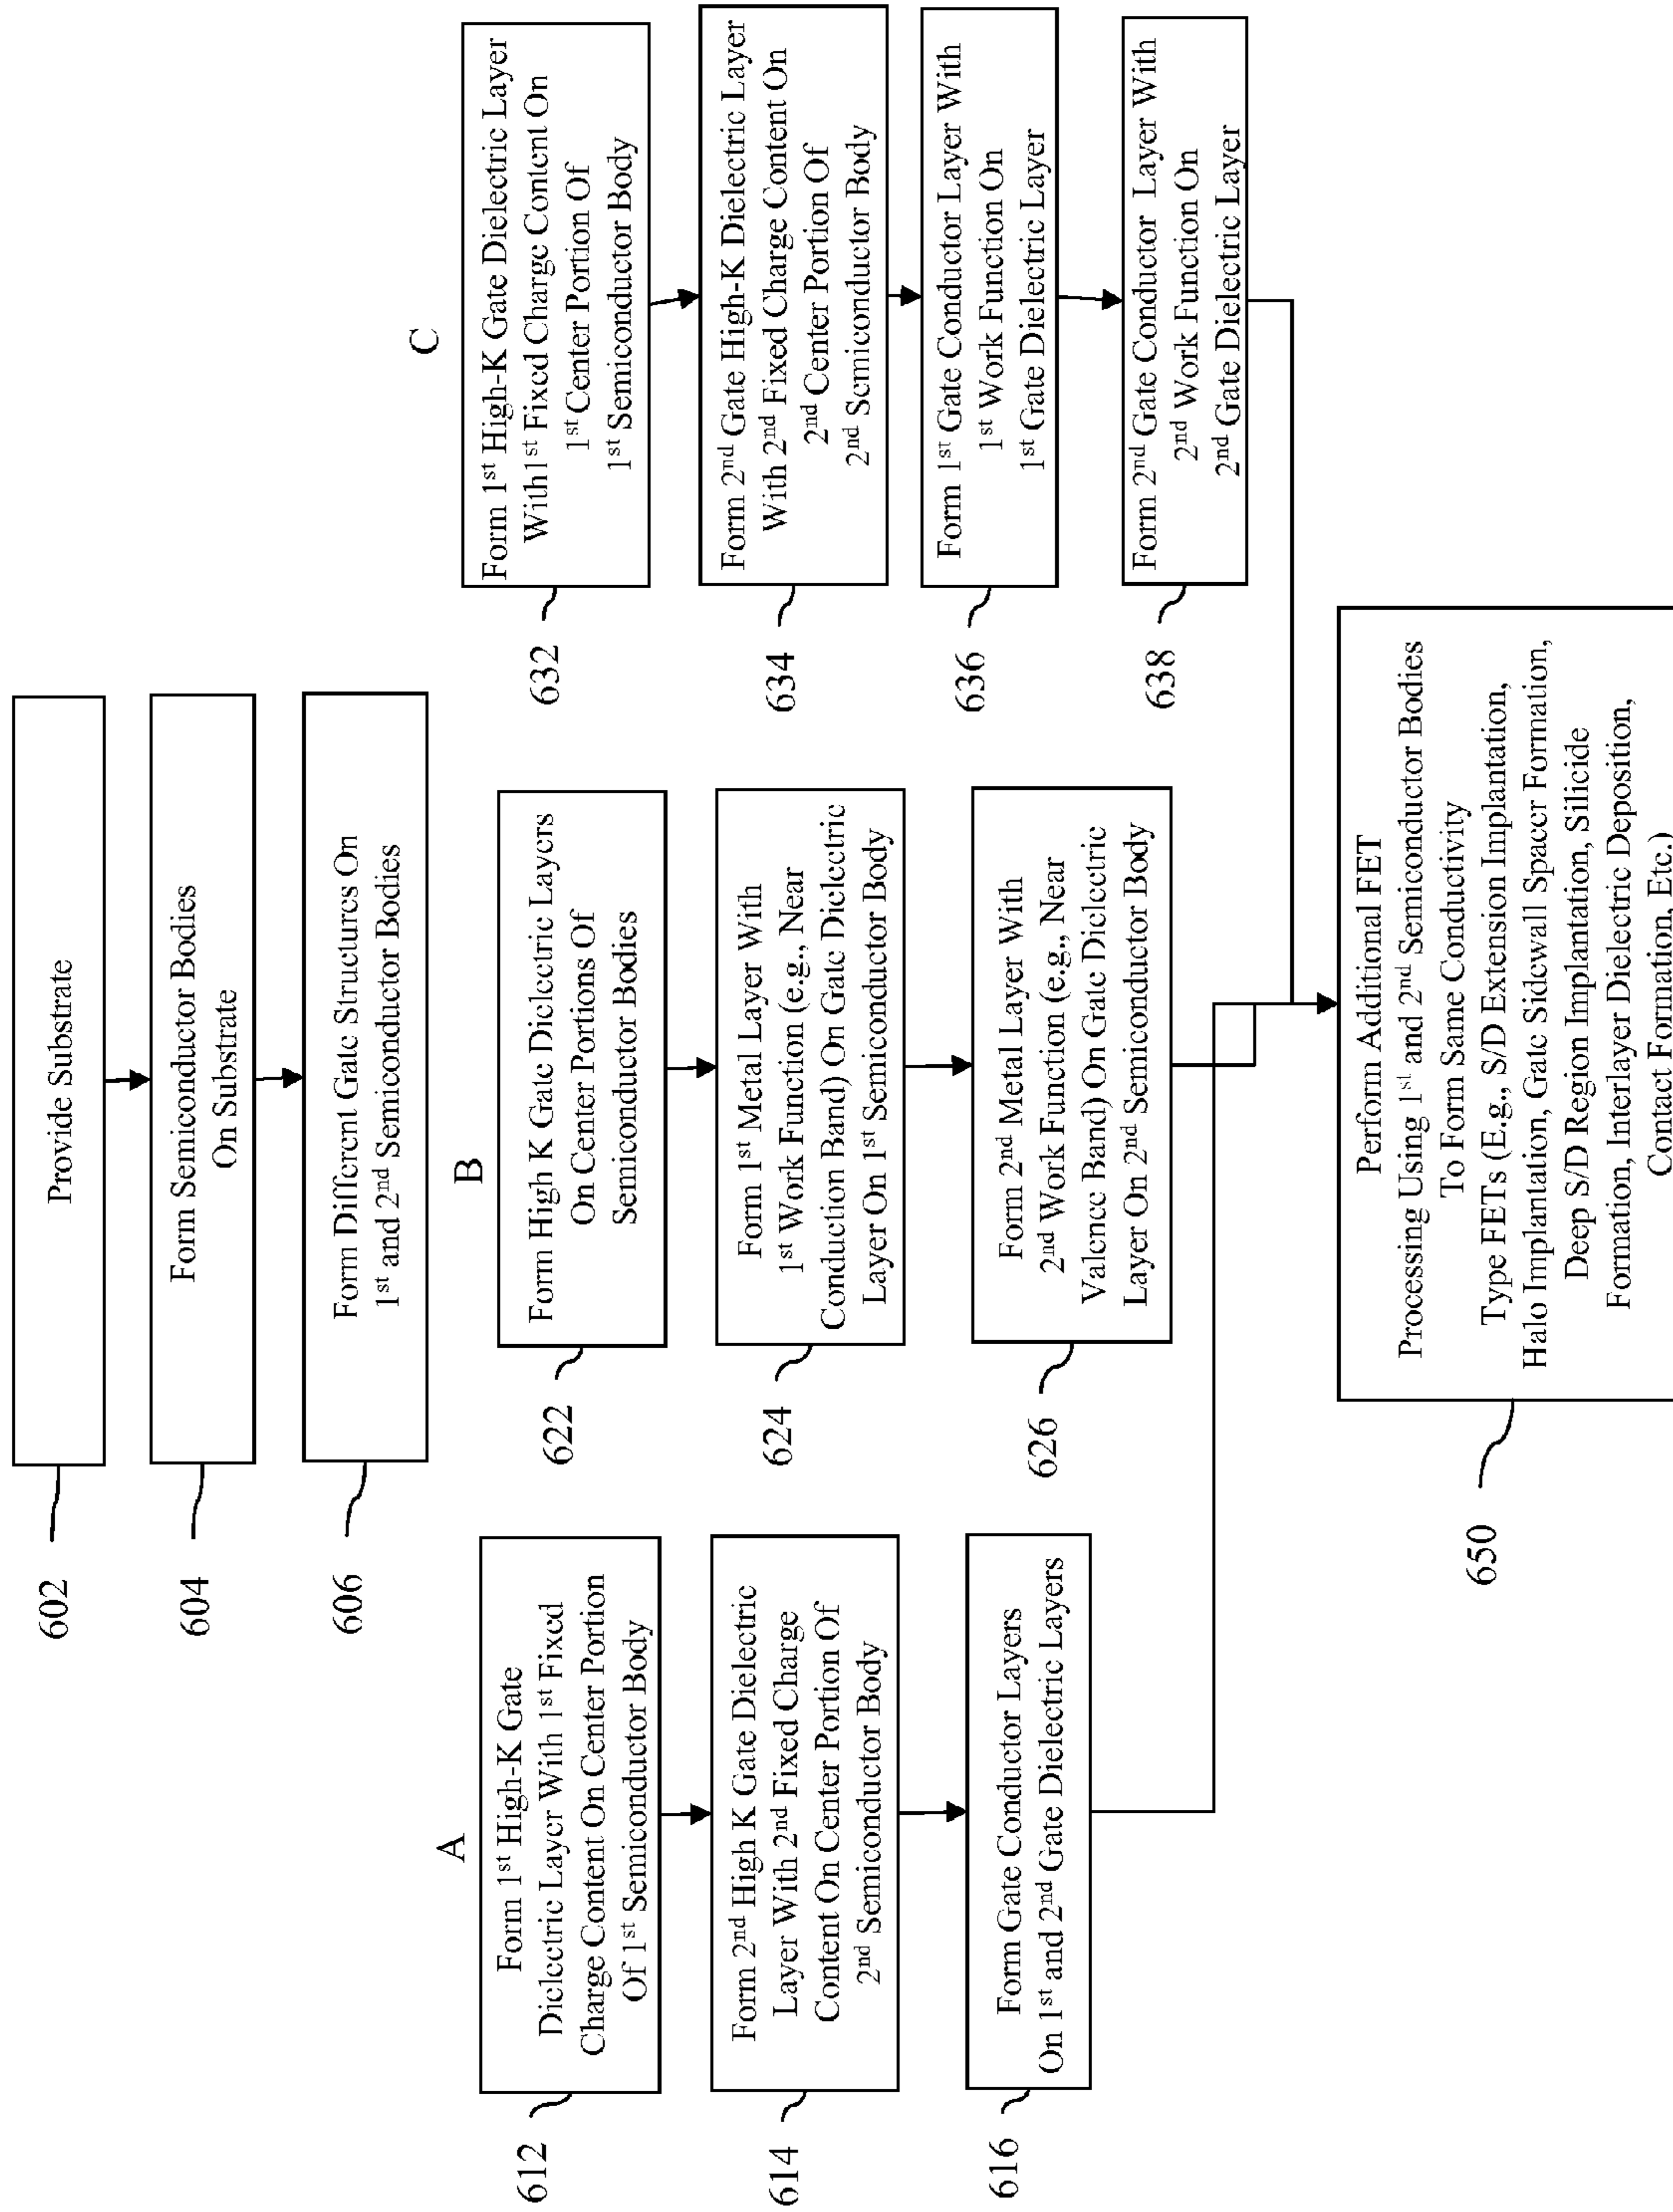 602
Provide Substrate
604
Form Semiconductor Bodies
On Substrate
606
Form Different Gate Structures On
1st and 2nd Semiconductor Bodies
A
612
Form 1st High-K Gate
Dielectric Layer With 1st Fixed
Charge Content On Center Portion
Of 1st Semiconductor Body
614
Form 2nd High K Gate Dielectric
Layer With 2nd Fixed Charge
Content On Center Portion Of
2nd Semiconductor Body
616
Form Gate Conductor Layers
On 1st and 2nd Gate Dielectric Layers
B
622
Form High K Gate Dielectric Layers
On Center Portions Of
Semiconductor Bodies
624
Form 1st Metal Layer With
1st Work Function (e.g., Near
Conduction Band) On Gate Dielectric
Layer On 1st Semiconductor Body
626
Form 2nd Metal Layer With
2nd Work Function (e.g., Near
Valence Band) On Gate Dielectric
Layer On 2nd Semiconductor Body
C
632
Form 1st High-K Gate Dielectric Layer
With 1st Fixed Charge Content On
1st Center Portion Of
1st Semiconductor Body
634
Form 2nd Gate High-K Dielectric Layer
With 2nd Fixed Charge Content On
2nd Center Portion Of
2nd Semiconductor Body
636
Form 1st Gate Conductor Layer With
1st Work Function On
1st Gate Dielectric Layer
638
Form 2nd Gate Conductor Layer With
2nd Work Function On
2nd Gate Dielectric Layer
650
Perform Additional FET
Processing Using 1st and 2nd Semiconductor Bodies
To Form Same Conductivity
Type FETs (E.g., S/D Extension Implantation,
Halo Implantation, Gate Sidewall Spacer Formation,
Deep S/D Region Implantation, Silicide
Formation, Interlayer Dielectric Deposition,
Contact Formation, Etc.)